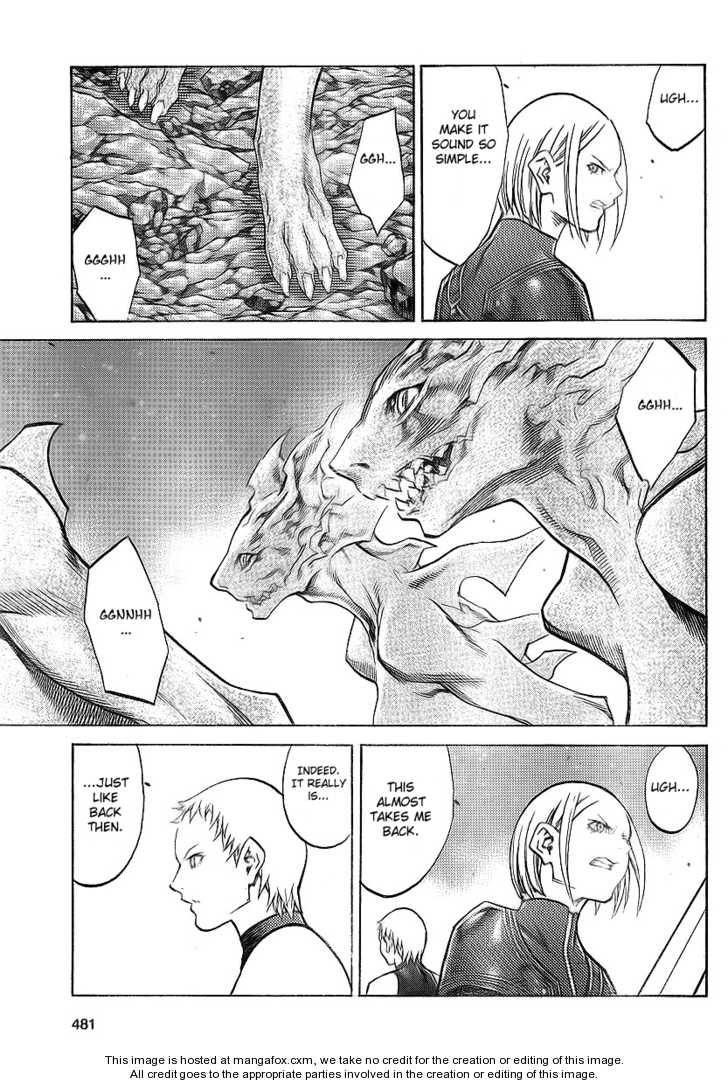 UGH...
YOU
MAKE IT
SOUND SO
SIMPLE...
GGH...
GGGHH
...
GGHH...
GGNNHH
...
UGH...
THIS
ALMOST
TAKES ME
BACK.
INDEED.
IT REALLY
IS...
...JUST
LIKE
BACK
THEN.
481
This image is hosted at mangafox.cxm, we take no credit for the creation or editing of this image.
All credit goes to the appropriate parties involved in the creation or editing of this image.